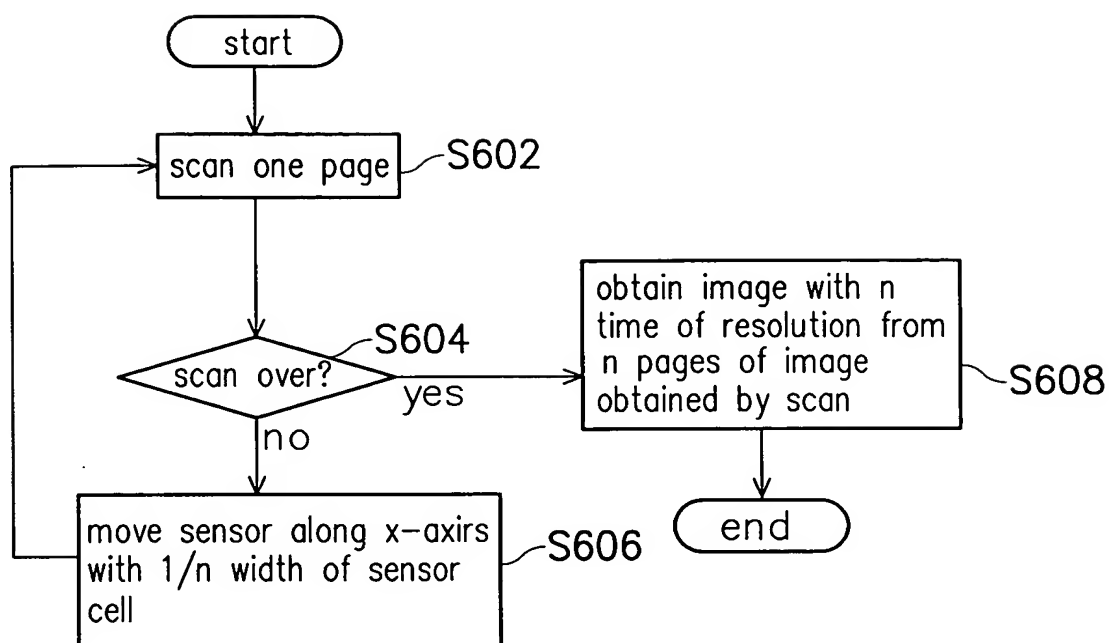 start
scan one page
S602
scan over?
S604
yes
no
move sensor along x-axirs
with 1/n width of sensor
cell
S606
obtain image with n
time of resolution from
n pages of image
obtained by scan
S608
end